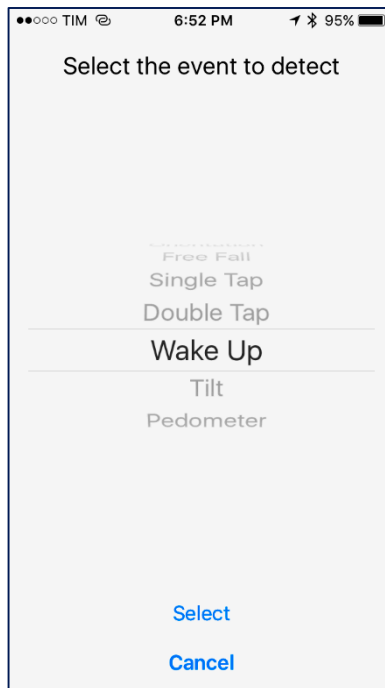 TIM 6:52 PM 95%
Select the event to detect
Free Fall
Single Tap
Double Tap
Wake Up
Tilt
Pedometer
Select
Cancel